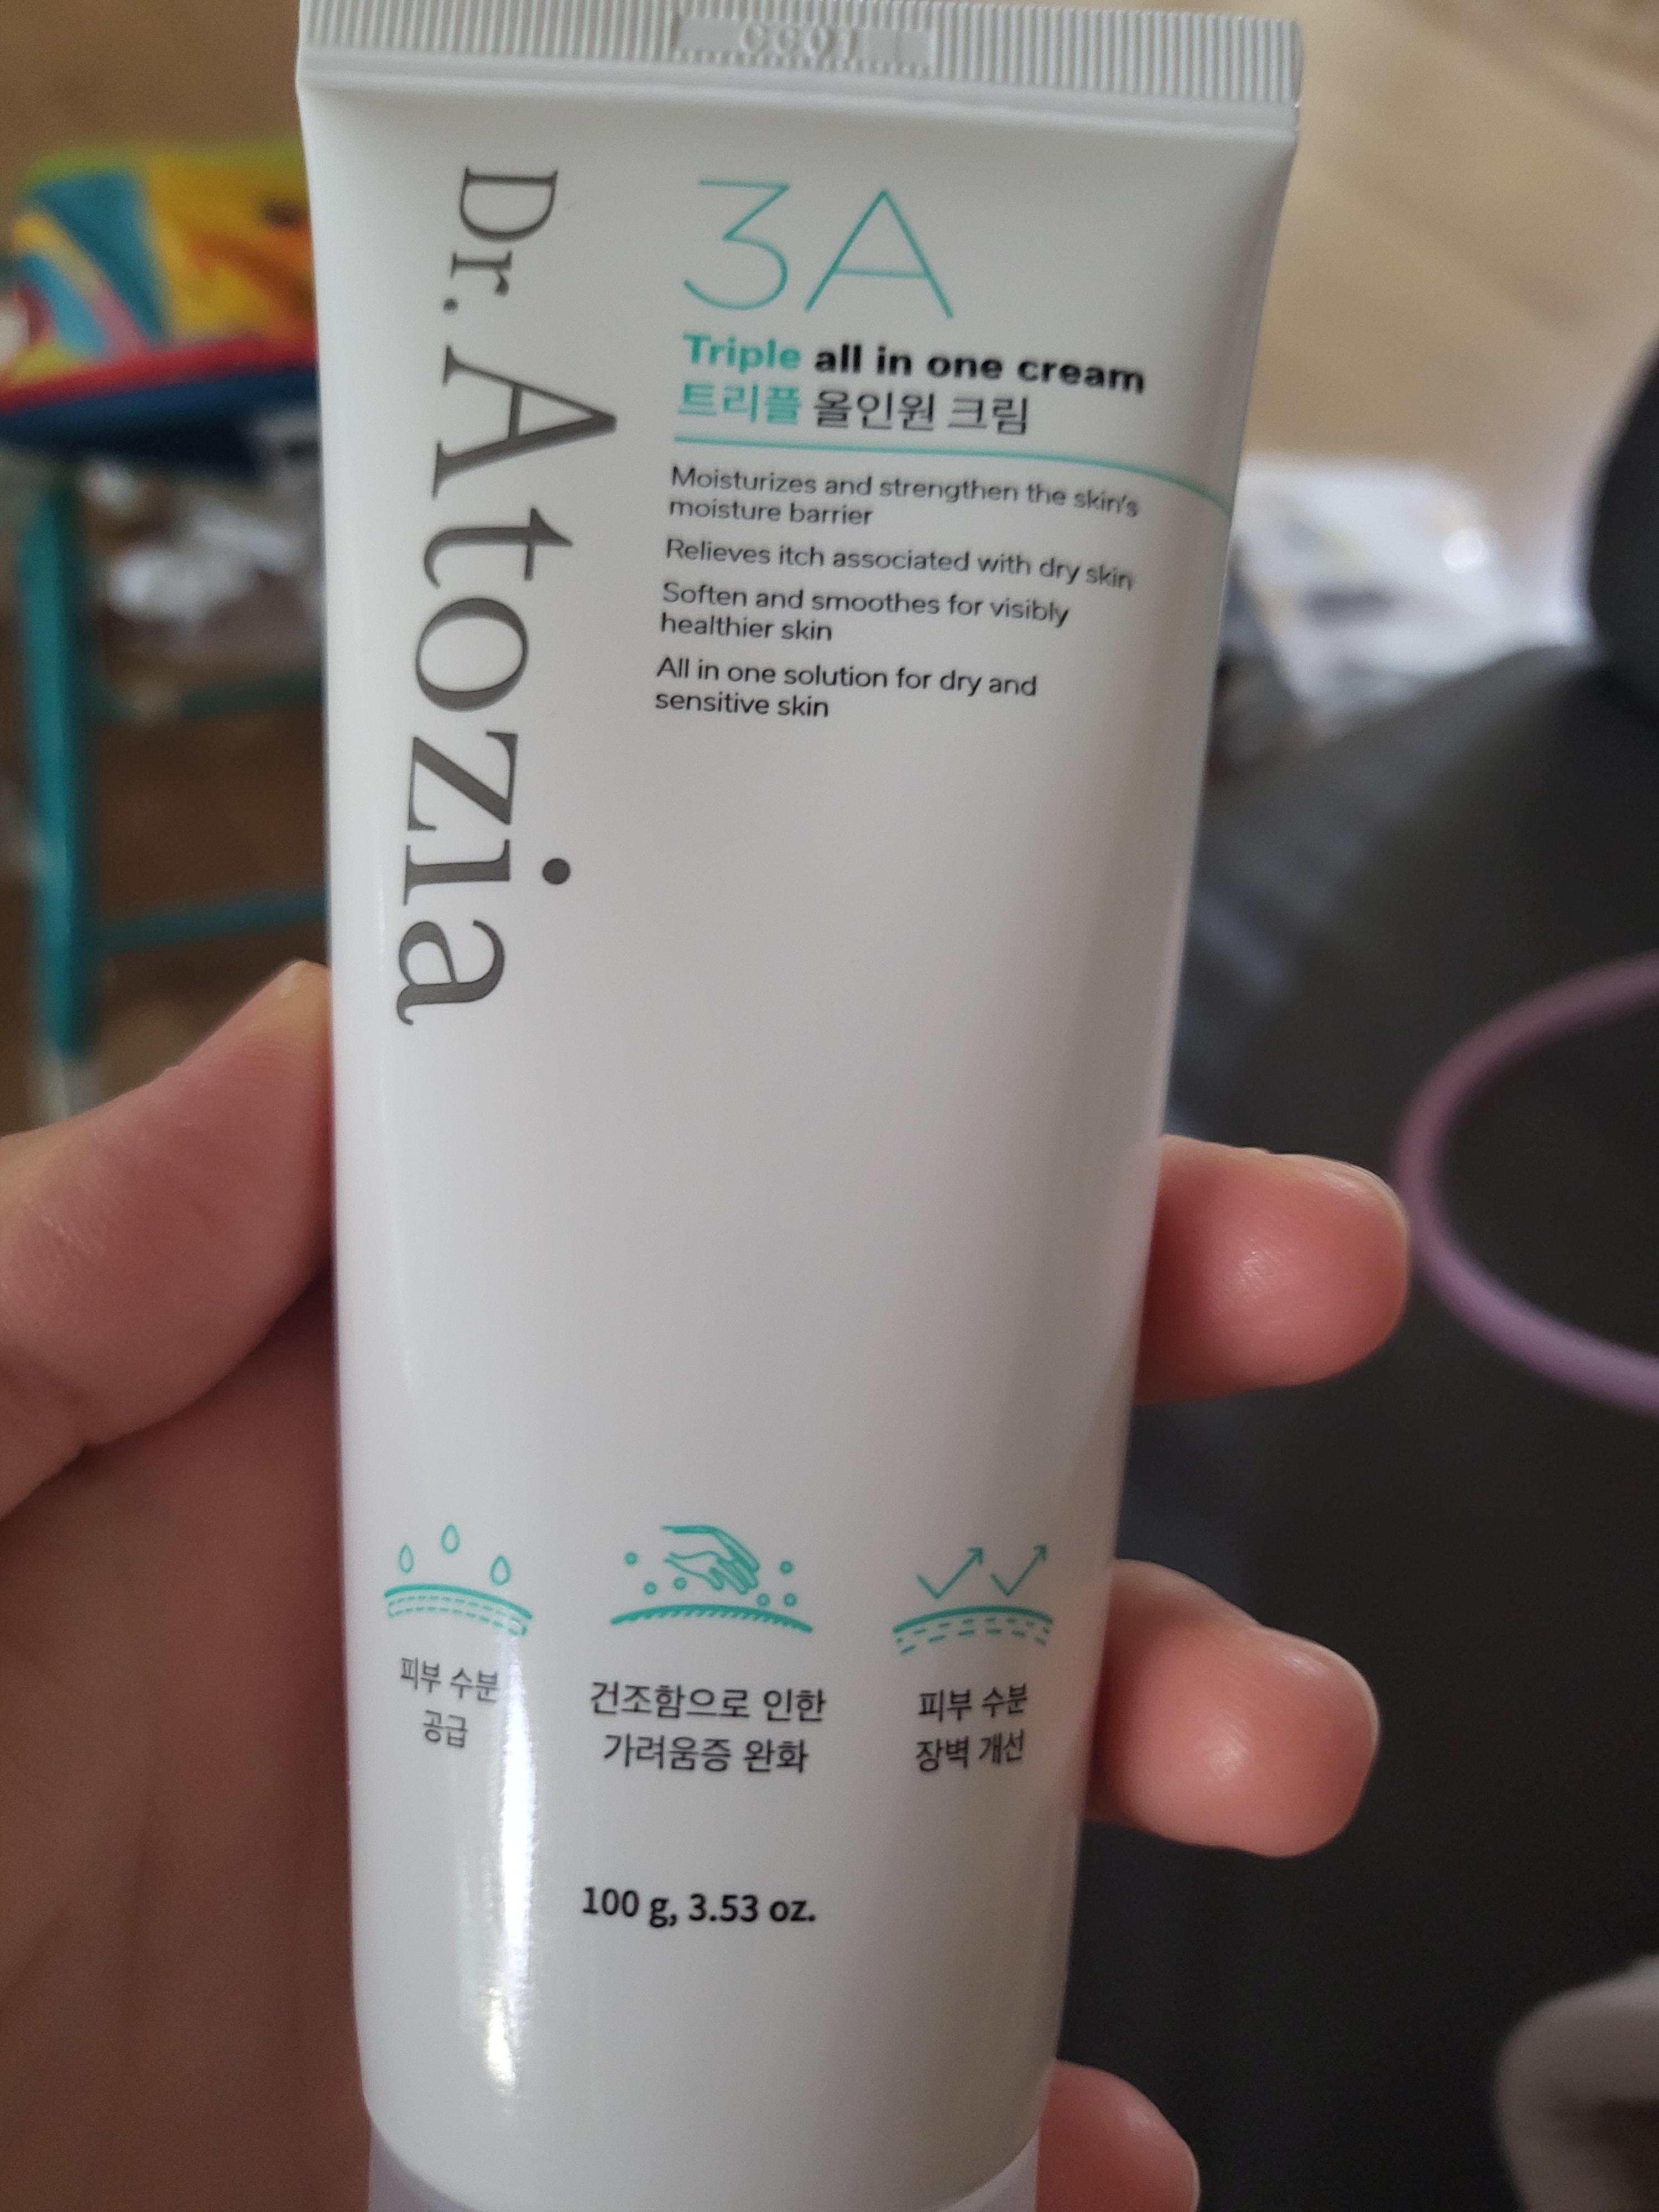 Dr. Atozia
3A
Triple all in one cream
트리플 올인원 크림
Moisturizes and strengthen the skin's
moisture barrier
Relieves itch associated with dry skin
Soften and smoothes for visibly
healthier skin
All in one solution for dry and
sensitive skin
피부 수분
공급
건조함으로 인한
가려움증 완화
피부 수분
장벽 개선
100 g, 3.53 oz.